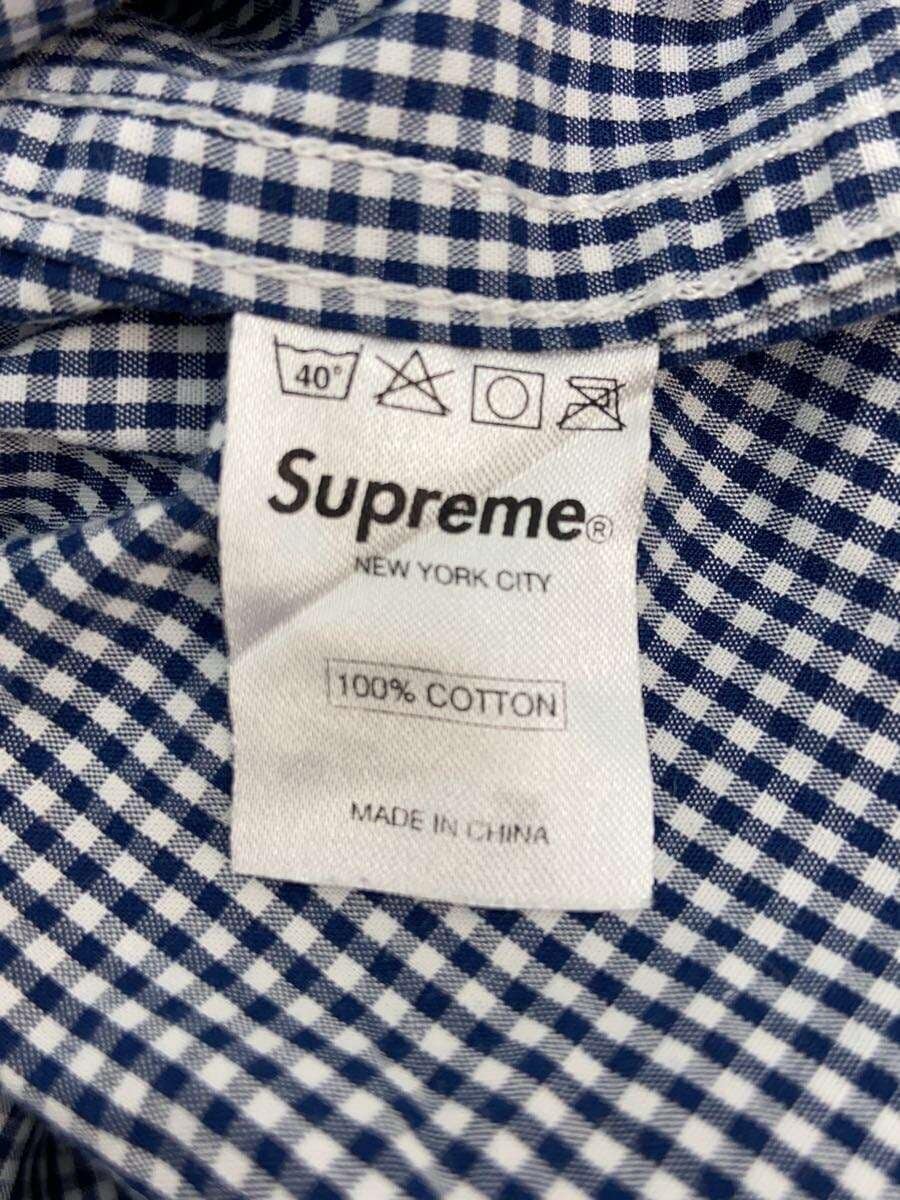 40°
Supreme®
NEW YORK CITY
100% COTTON
MADE IN CHINA